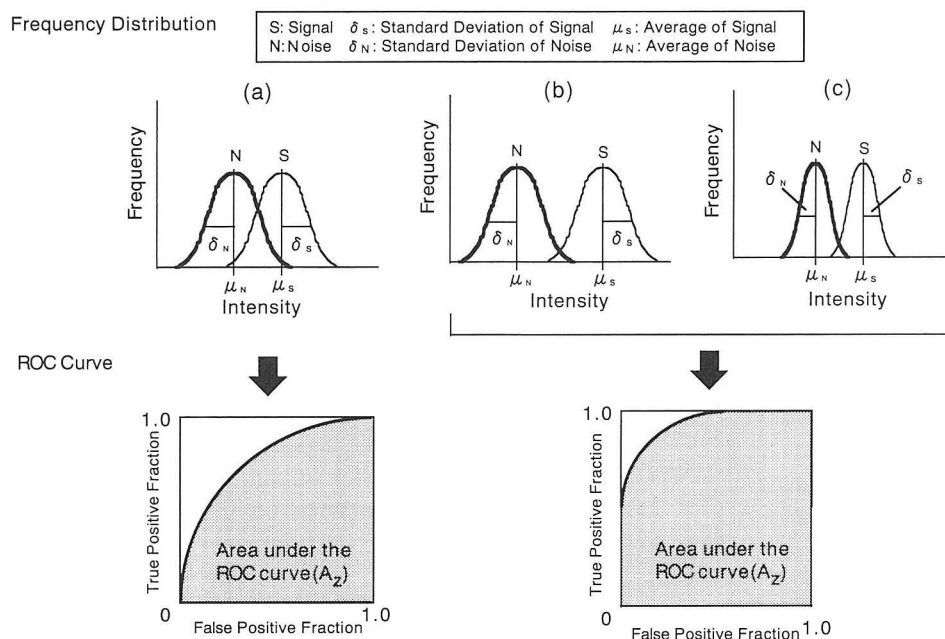 Frequency Distribution
S: Signal δs: Standard Deviation of Signal μs: Average of Signal
N: Noise δN: Standard Deviation of Noise μN: Average of Noise
(a)
(b)
(c)
Frequency
N S
δN δs
μN μs
Intensity
Frequency
N S
δN δs
μN μs
Intensity
Frequency
N S
δN δs
μN μs
Intensity
ROC Curve
True Positive Fraction
1.0
Area under the
ROC curve(Az)
0 1.0
False Positive Fraction
True Positive Fraction
1.0
Area under the
ROC curve(Az)
0 1.0
False Positive Fraction